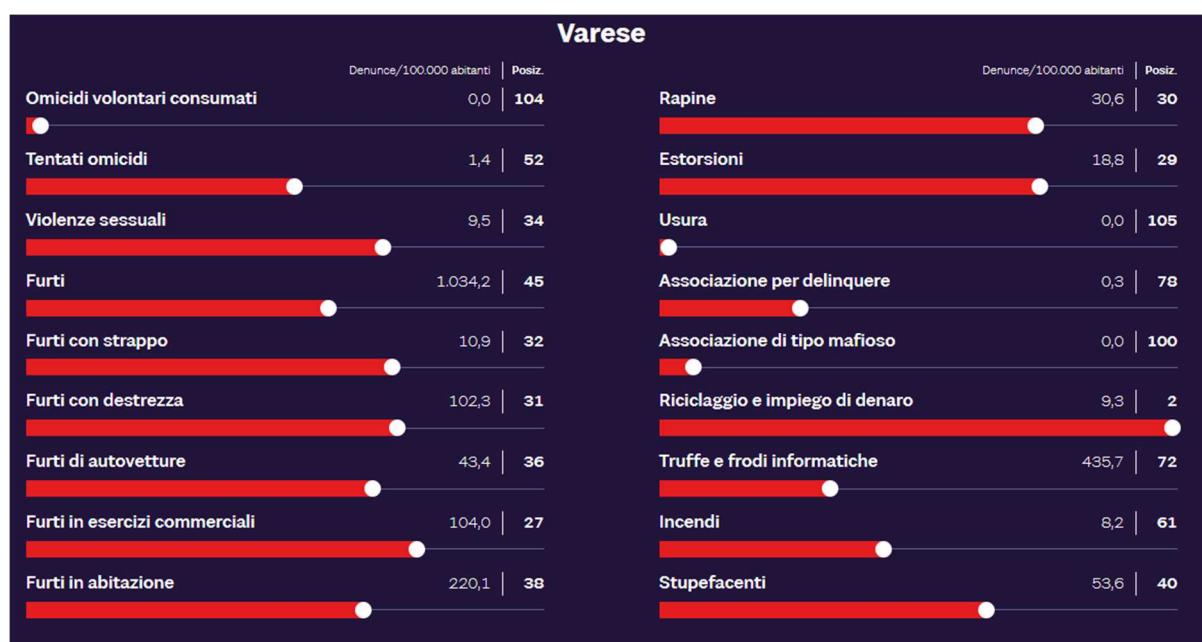 Varese
Denunce/100.000 abitanti Posiz.
Omicidi volontari consumati 0,0 104
Tentati omicidi 1,4 52
Violenze sessuali 9,5 34
Furti 1.034,2 45
Furti con strappo 10,9 32
Furti con destrezza 102,3 31
Furti di autovetture 43,4 36
Furti in esercizi commerciali 104,0 27
Furti in abitazione 220,1 38
Denunce/100.000 abitanti Posiz.
Rapine 30,6 30
Estorsioni 18,8 29
Usura 0,0 105
Associazione per delinquere 0,3 78
Associazione di tipo mafioso 0,0 100
Riciclaggio e impiego di denaro 9,3 2
Truffe e frodi informatiche 435,7 72
Incendi 8,2 61
Stupefacenti 53,6 40